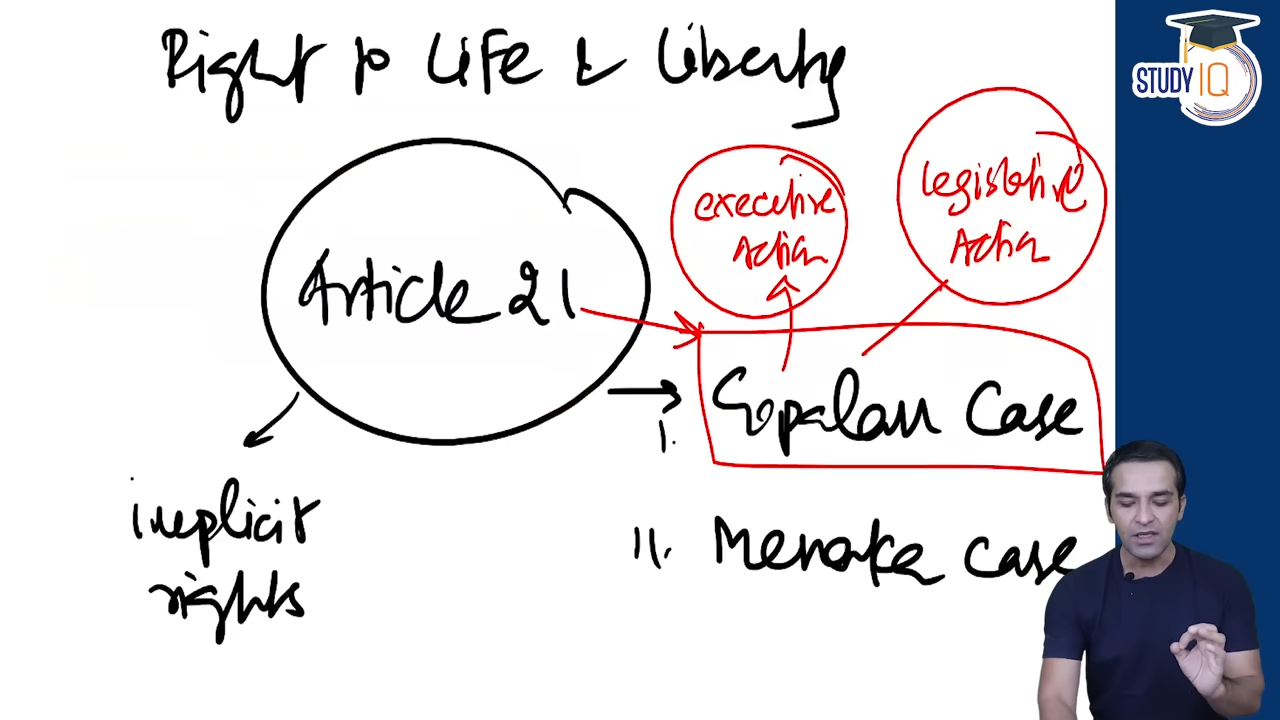 Right to Life & Liberty
STUDY IQ
executive
Action
Legislative
Action
Article 21
I. Gopalan Case
implicit
rights
II. Menaka Case